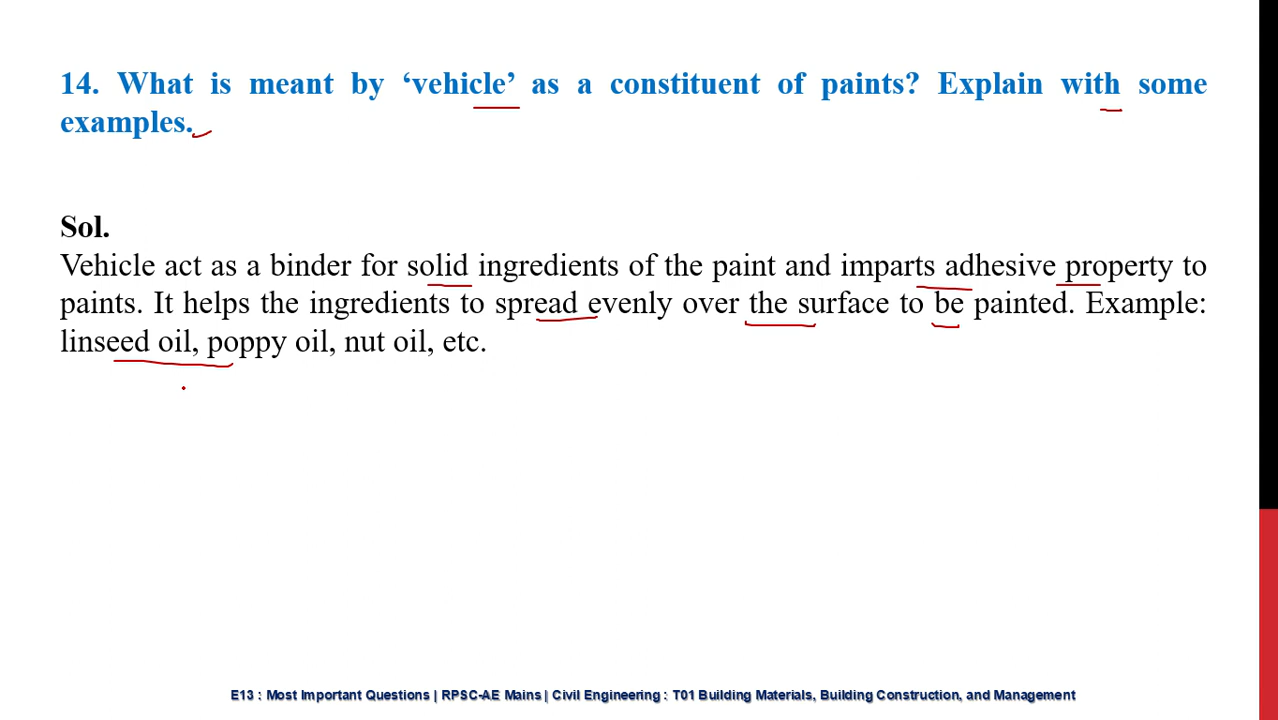 14. What is meant by ‘vehicle’ as a constituent of paints? Explain with some
examples.
Sol.
Vehicle act as a binder for solid ingredients of the paint and imparts adhesive property to
paints. It helps the ingredients to spread evenly over the surface to be painted. Example:
linseed oil, poppy oil, nut oil, etc.
E13 : Most Important Questions | RPSC-AE Mains | Civil Engineering : T01 Building Materials, Building Construction, and Management